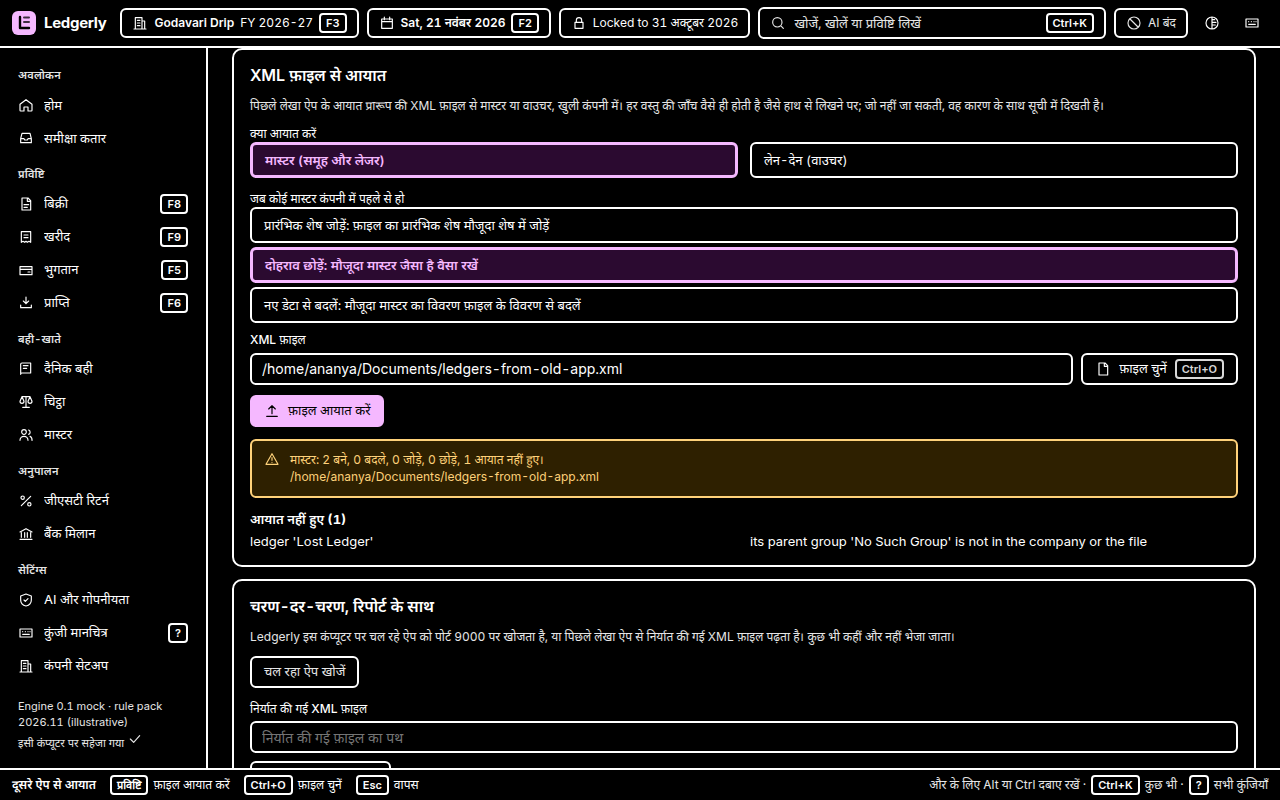 Ledgerly
Godavari Drip FY 2026-27 F3
Sat, 21 नवंबर 2026 F2
Locked to 31 अक्टूबर 2026
खोजें, खोलें या प्रविष्टि लिखें Ctrl+K
AI बंद
अवलोकन
होम
समीक्षा कतार
प्रविष्टि
बिक्री F8
खरीद F9
भुगतान F5
प्राप्ति F6
बही-खाते
दैनिक बही
चिट्ठा
मास्टर
अनुपालन
जीएसटी रिटर्न
बैंक मिलान
सेटिंग्स
AI और गोपनीयता
कुंजी मानचित्र ?
कंपनी सेटअप
Engine 0.1 mock · rule pack
2026.11 (illustrative)
इसी कंप्यूटर पर सहेजा गया
XML फ़ाइल से आयात
पिछले लेखा ऐप के आयात प्रारूप की XML फ़ाइल से मास्टर या वाउचर, खुली कंपनी में। हर वस्तु की जाँच वैसे ही होती है जैसे हाथ से लिखने पर; जो नहीं जा सकती, वह कारण के साथ सूची में दिखती है।
क्या आयात करें
मास्टर (समूह और लेजर)
लेन-देन (वाउचर)
जब कोई मास्टर कंपनी में पहले से हो
प्रारंभिक शेष जोड़ें: फ़ाइल का प्रारंभिक शेष मौजूदा शेष में जोड़ें
दोहराव छोड़ें: मौजूदा मास्टर जैसा है वैसा रखें
नए डेटा से बदलें: मौजूदा मास्टर का विवरण फ़ाइल के विवरण से बदलें
XML फ़ाइल
/home/ananya/Documents/ledgers-from-old-app.xml
फ़ाइल चुनें Ctrl+O
फ़ाइल आयात करें
मास्टर: 2 बने, 0 बदले, 0 जोड़े, 0 छोड़े, 1 आयात नहीं हुए।
/home/ananya/Documents/ledgers-from-old-app.xml
आयात नहीं हुए (1)
ledger 'Lost Ledger' its parent group 'No Such Group' is not in the company or the file
चरण-दर-चरण, रिपोर्ट के साथ
Ledgerly इस कंप्यूटर पर चल रहे ऐप को पोर्ट 9000 पर खोजता है, या पिछले लेखा ऐप से निर्यात की गई XML फ़ाइल पढ़ता है। कुछ भी कहीं और नहीं भेजा जाता।
चल रहा ऐप खोजें
निर्यात की गई XML फ़ाइल
निर्यात की गई फ़ाइल का पथ
दूसरे ऐप से आयात प्रविष्टि फ़ाइल आयात करें Ctrl+O फ़ाइल चुनें Esc वापस
और के लिए Alt या Ctrl दबाए रखें · Ctrl+K कुछ भी · ? सभी कुंजियाँ